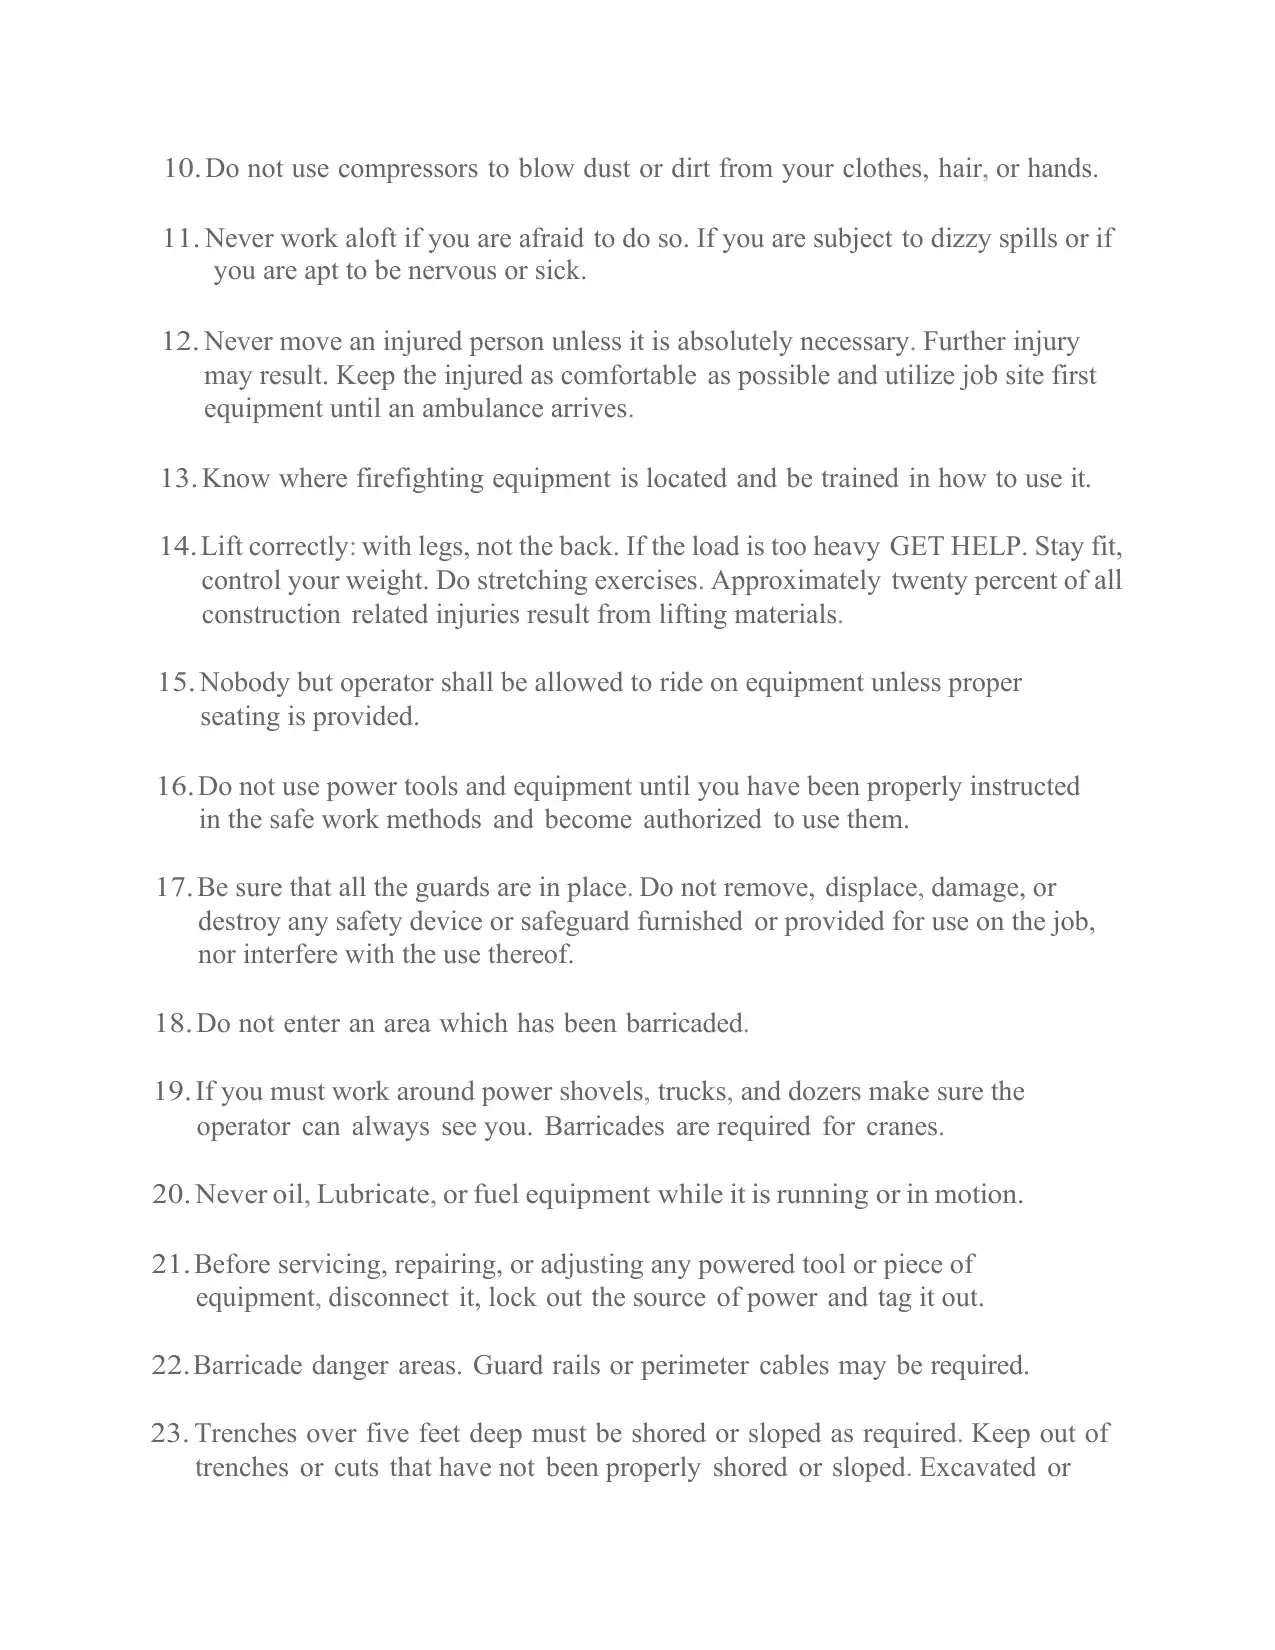 10. Do not use compressors to blow dust or dirt from your clothes, hair, or hands.
11. Never work aloft if you are afraid to do so. If you are subject to dizzy spills or if
you are apt to be nervous or sick.
12. Never move an injured person unless it is absolutely necessary. Further injury
may result. Keep the injured as comfortable as possible and utilize job site first
equipment until an ambulance arrives.
13. Know where firefighting equipment is located and be trained in how to use it.
14. Lift correctly: with legs, not the back. If the load is too heavy GET HELP. Stay fit,
control your weight. Do stretching exercises. Approximately twenty percent of all
construction related injuries result from lifting materials.
15. Nobody but operator shall be allowed to ride on equipment unless proper
seating is provided.
16. Do not use power tools and equipment until you have been properly instructed
in the safe work methods and become authorized to use them.
17. Be sure that all the guards are in place. Do not remove, displace, damage, or
destroy any safety device or safeguard furnished or provided for use on the job,
nor interfere with the use thereof.
18. Do not enter an area which has been barricaded.
19. If you must work around power shovels, trucks, and dozers make sure the
operator can always see you. Barricades are required for cranes.
20. Never oil, Lubricate, or fuel equipment while it is running or in motion.
21. Before servicing, repairing, or adjusting any powered tool or piece of
equipment, disconnect it, lock out the source of power and tag it out.
22. Barricade danger areas. Guard rails or perimeter cables may be required.
23. Trenches over five feet deep must be shored or sloped as required. Keep out of
trenches or cuts that have not been properly shored or sloped. Excavated or